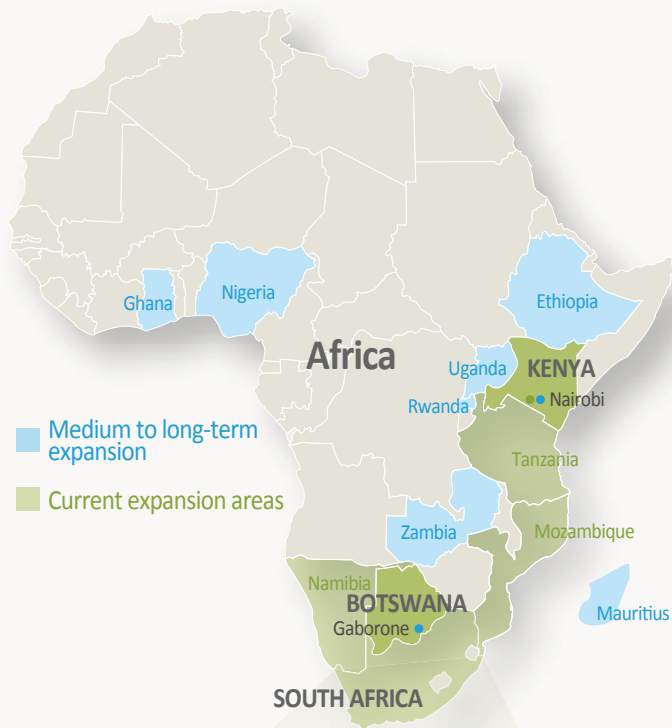 Ghana
Nigeria
Ethiopia
Africa
Uganda
KENYA
Rwanda
Nairobi
Medium to long-term
expansion
Tanzania
Current expansion areas
Zambia
Mozambique
Namibia
BOTSWANA
Mauritius
Gaborone
SOUTH AFRICA